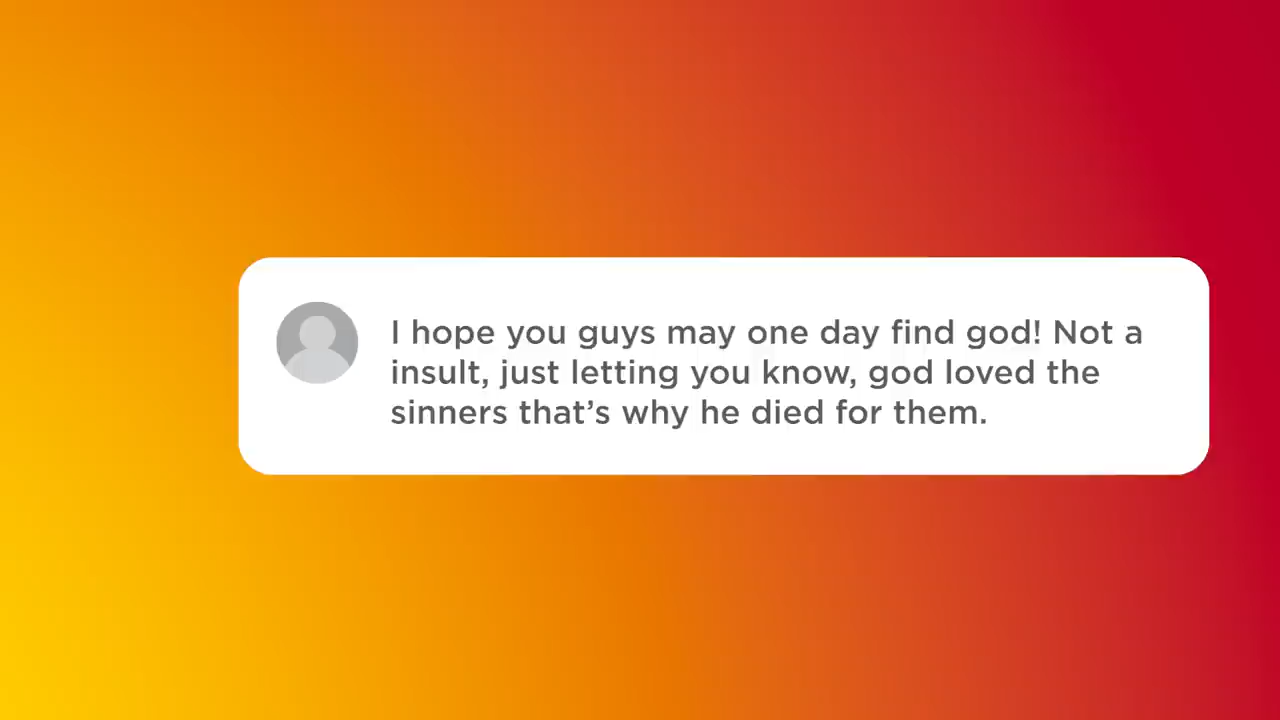 I hope you guys may one day find god! Not a
insult, just letting you know, god loved the
sinners that’s why he died for them.